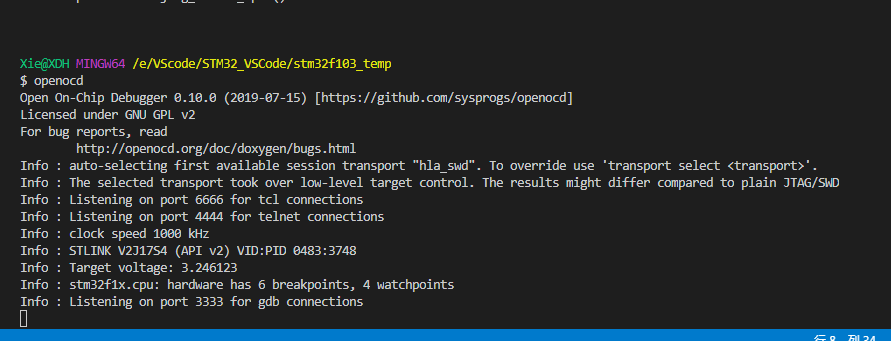 Xie@XDH MINGW64 /e/VScode/STM32_VSCode/stm32f103_temp
$ openocd
Open On-Chip Debugger 0.10.0 (2019-07-15) [https://github.com/sysprogs/openocd]
Licensed under GNU GPL v2
For bug reports, read
        http://openocd.org/doc/doxygen/bugs.html
Info : auto-selecting first available session transport "hla_swd". To override use 'transport select <transport>'.
Info : The selected transport took over low-level target control. The results might differ compared to plain JTAG/SWD
Info : Listening on port 6666 for tcl connections
Info : Listening on port 4444 for telnet connections
Info : clock speed 1000 kHz
Info : STLINK V2J17S4 (API v2) VID:PID 0483:3748
Info : Target voltage: 3.246123
Info : stm32f1x.cpu: hardware has 6 breakpoints, 4 watchpoints
Info : Listening on port 3333 for gdb connections
行 8，列 34